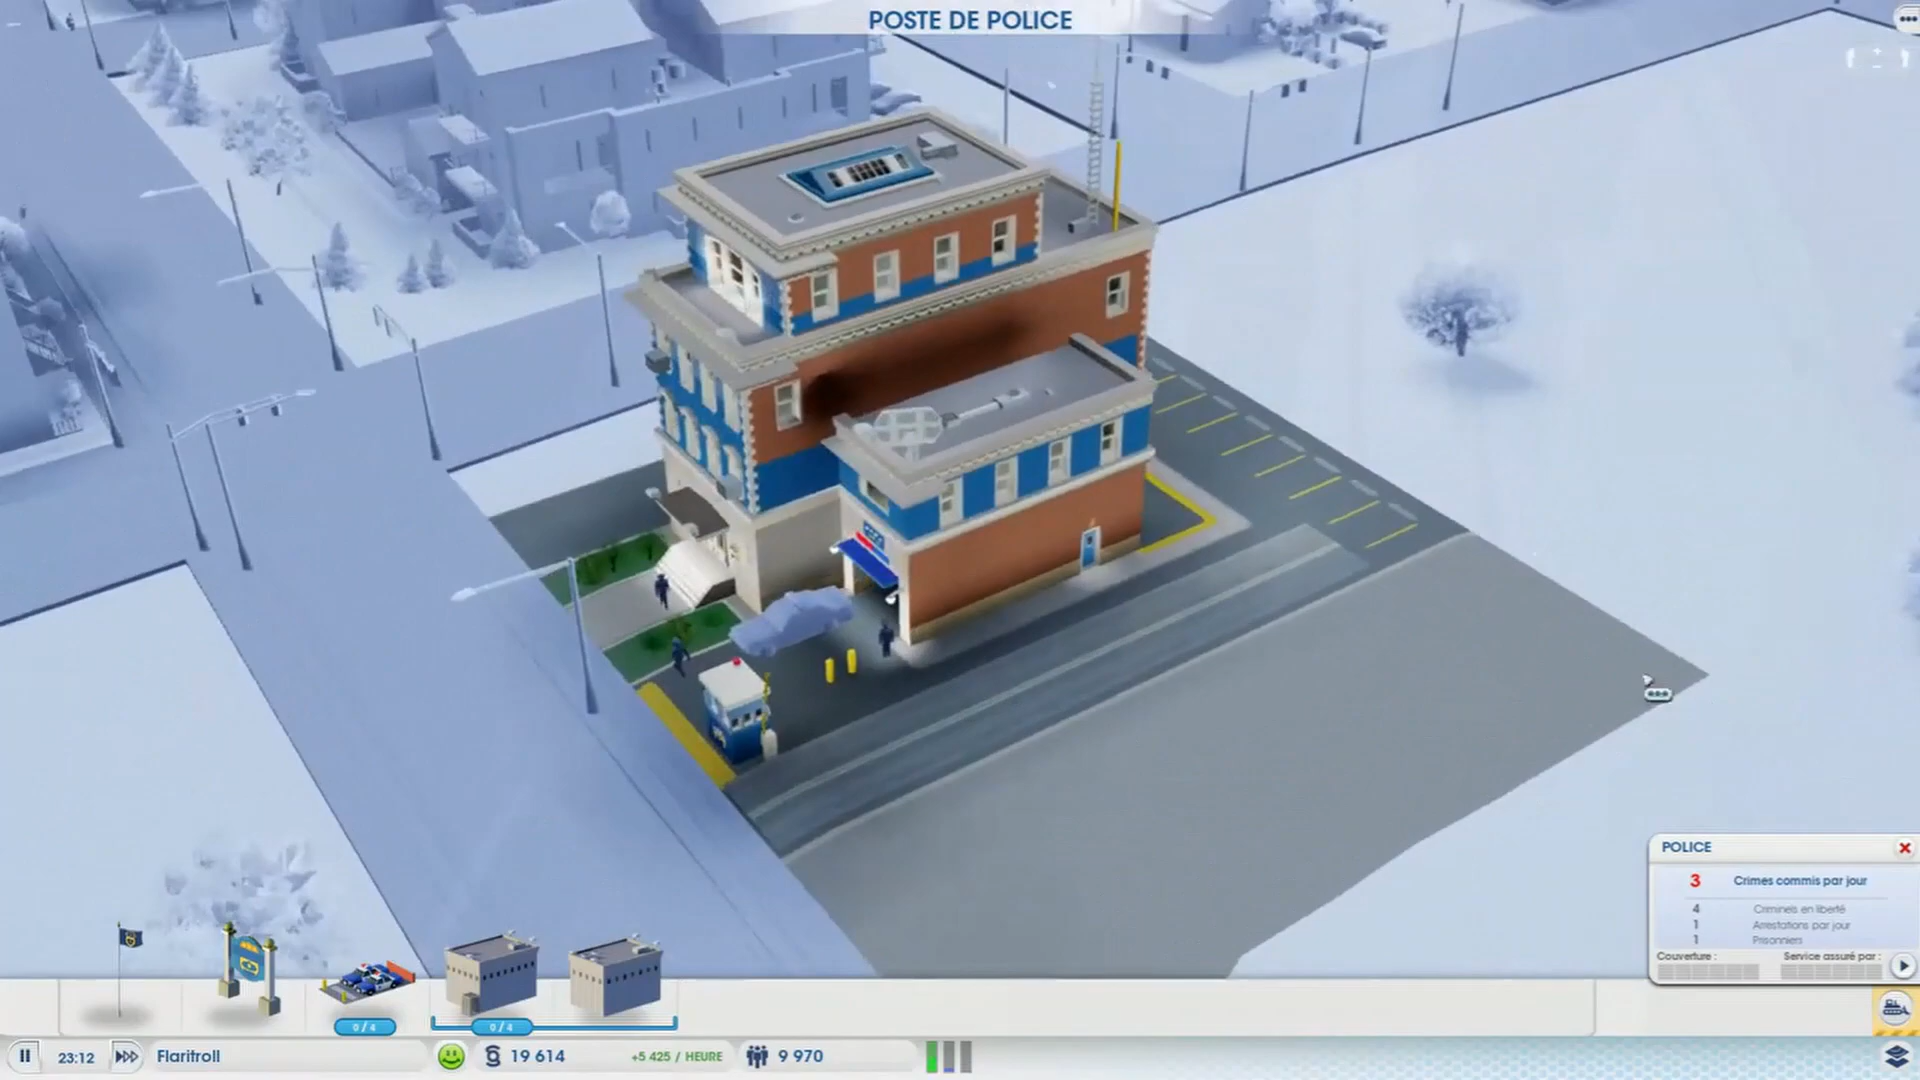 POSTE DE POLICE
POLICE
3 Crimes commis par jour
4 Criminels en liberté
1 Arrestations par jour
1 Prisonniers
Couverture : Service assuré par :
0 / 4
0 / 4
23:12 Flaritroll 19 614 +5 425 / HEURE 9 970